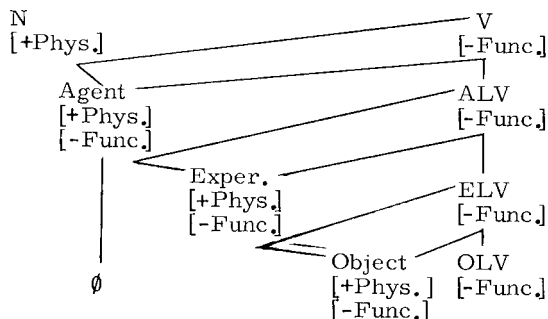 N V
[+Phys.] [-Func.]
Agent ALV
[+Phys.] [-Func.]
[-Func.]
Exper. ELV
[+Phys.] [-Func.]
[-Func.]
Object OLV
ø [+Phys.] [-Func.]
[-Func.]